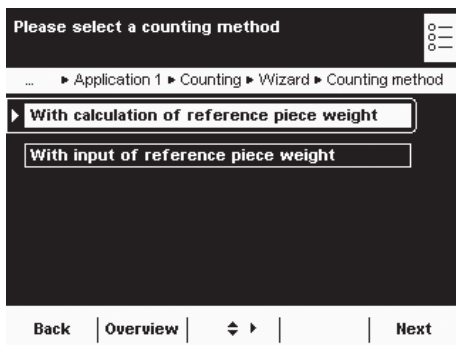 Please select a counting method
... ▸ Application 1 ▸ Counting ▸ Wizard ▸ Counting method
With calculation of reference piece weight
With input of reference piece weight
Back Overview Next